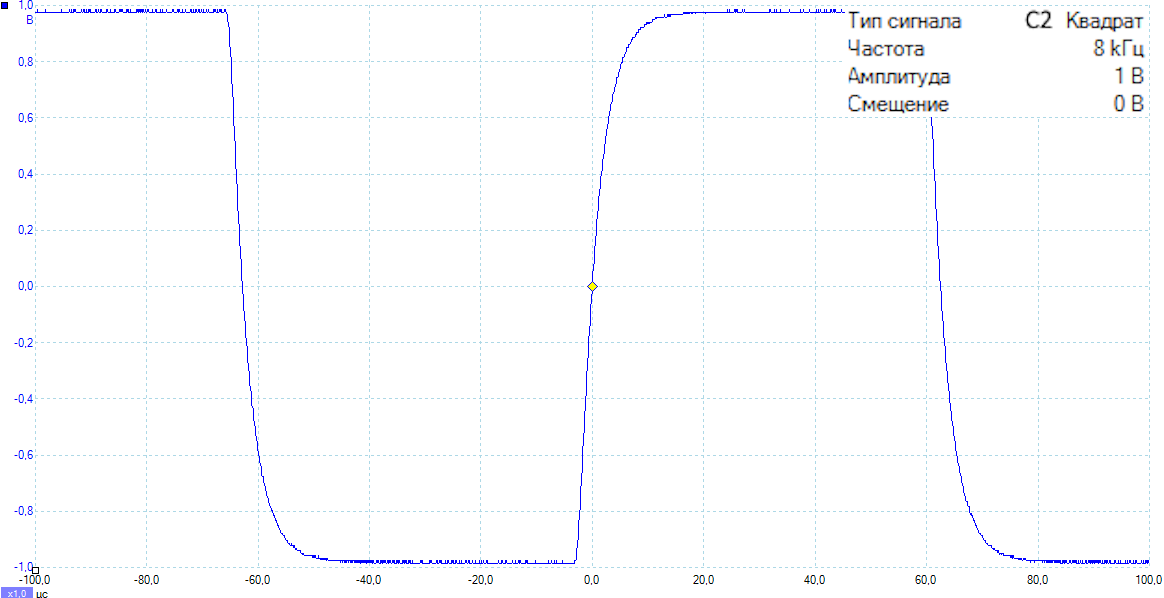 1,0
В
Тип сигнала C2 Квадрат
Частота 8 kГц
Амплитуда 1 В
Смещение 0 В
0,8
0,6
0,4
0,2
0,0
-0,2
-0,4
-0,6
-0,8
-1,0
-100,0 -80,0 -60,0 -40,0 -20,0 0,0 20,0 40,0 60,0 80,0 100,0
x1,0 µс